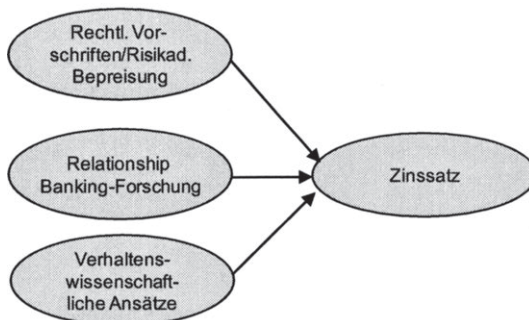 Rechtl. Vor-
schriften/Risikad.
Bepreisung
Relationship
Banking-Forschung
Zinssatz
Verhaltens-
wissenschaft-
liche Ansätze